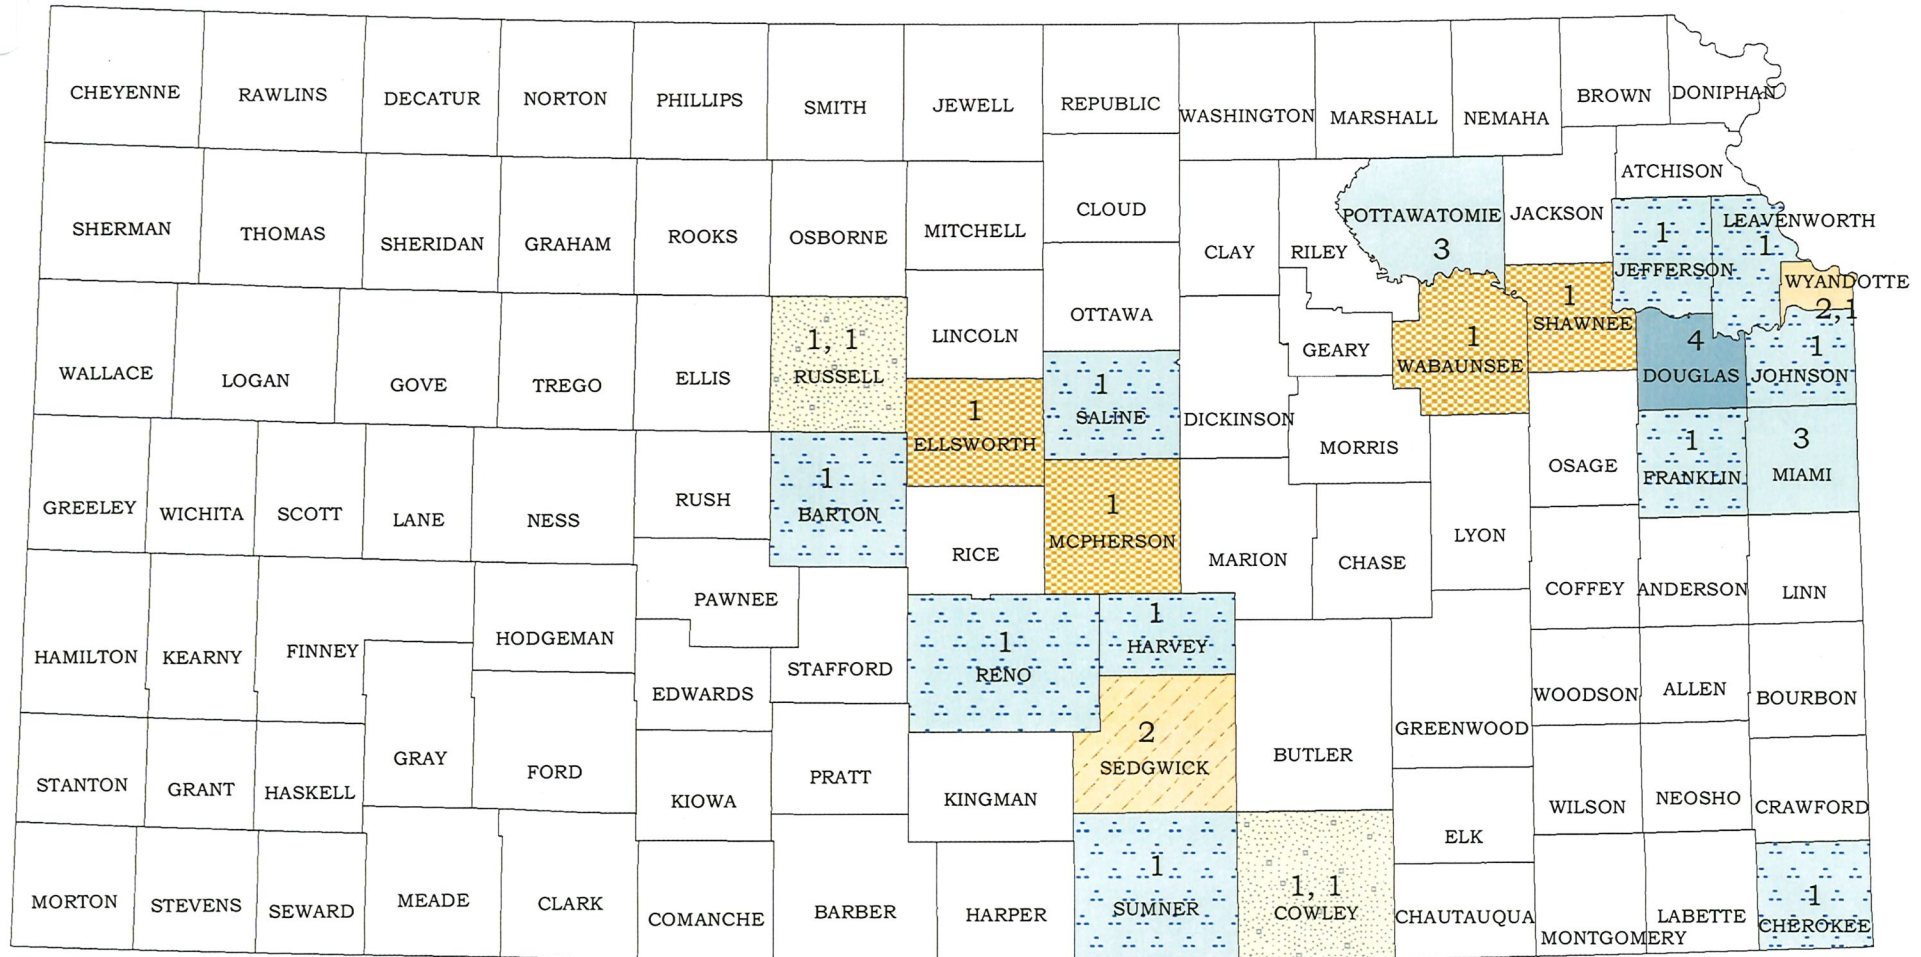 CHEYENNE
RAWLINS
DECATUR
NORTON
PHILLIPS
SMITH
JEWELL
REPUBLIC
WASHINGTON
MARSHALL
NEMAHA
BROWN
DONIPHAN
ATCHISON
SHERMAN
THOMAS
SHERIDAN
GRAHAM
ROOKS
OSBORNE
MITCHELL
CLOUD
CLAY
RILEY
POTTAWATOMIE
3
JACKSON
1
JEFFERSON
LEAVENWORTH
1
WYANDOTTE
2,1
WALLACE
LOGAN
GOVE
TREGO
ELLIS
1, 1
RUSSELL
LINCOLN
OTTAWA
1
SALINE
DICKINSON
GEARY
1
WABAUNSEE
1
SHAWNEE
4
DOUGLAS
1
JOHNSON
1
ELLSWORTH
MORRIS
OSAGE
1
FRANKLIN
3
MIAMI
GREELEY
WICHITA
SCOTT
LANE
NESS
RUSH
1
BARTON
RICE
1
MCPHERSON
MARION
CHASE
LYON
COFFEY
ANDERSON
LINN
HAMILTON
KEARNY
FINNEY
HODGEMAN
PAWNEE
STAFFORD
EDWARDS
1
RENO
1
HARVEY
2
SEDGWICK
BUTLER
GREENWOOD
WOODSON
ALLEN
BOURBON
STANTON
GRANT
HASKELL
GRAY
FORD
KIOWA
PRATT
KINGMAN
ELK
WILSON
NEOSHO
CRAWFORD
MORTON
STEVENS
SEWARD
MEADE
CLARK
COMANCHE
BARBER
HARPER
1
SUMNER
1, 1
COWLEY
CHAUTAUQUA
MONTGOMERY
LABETTE
1
CHEROKEE